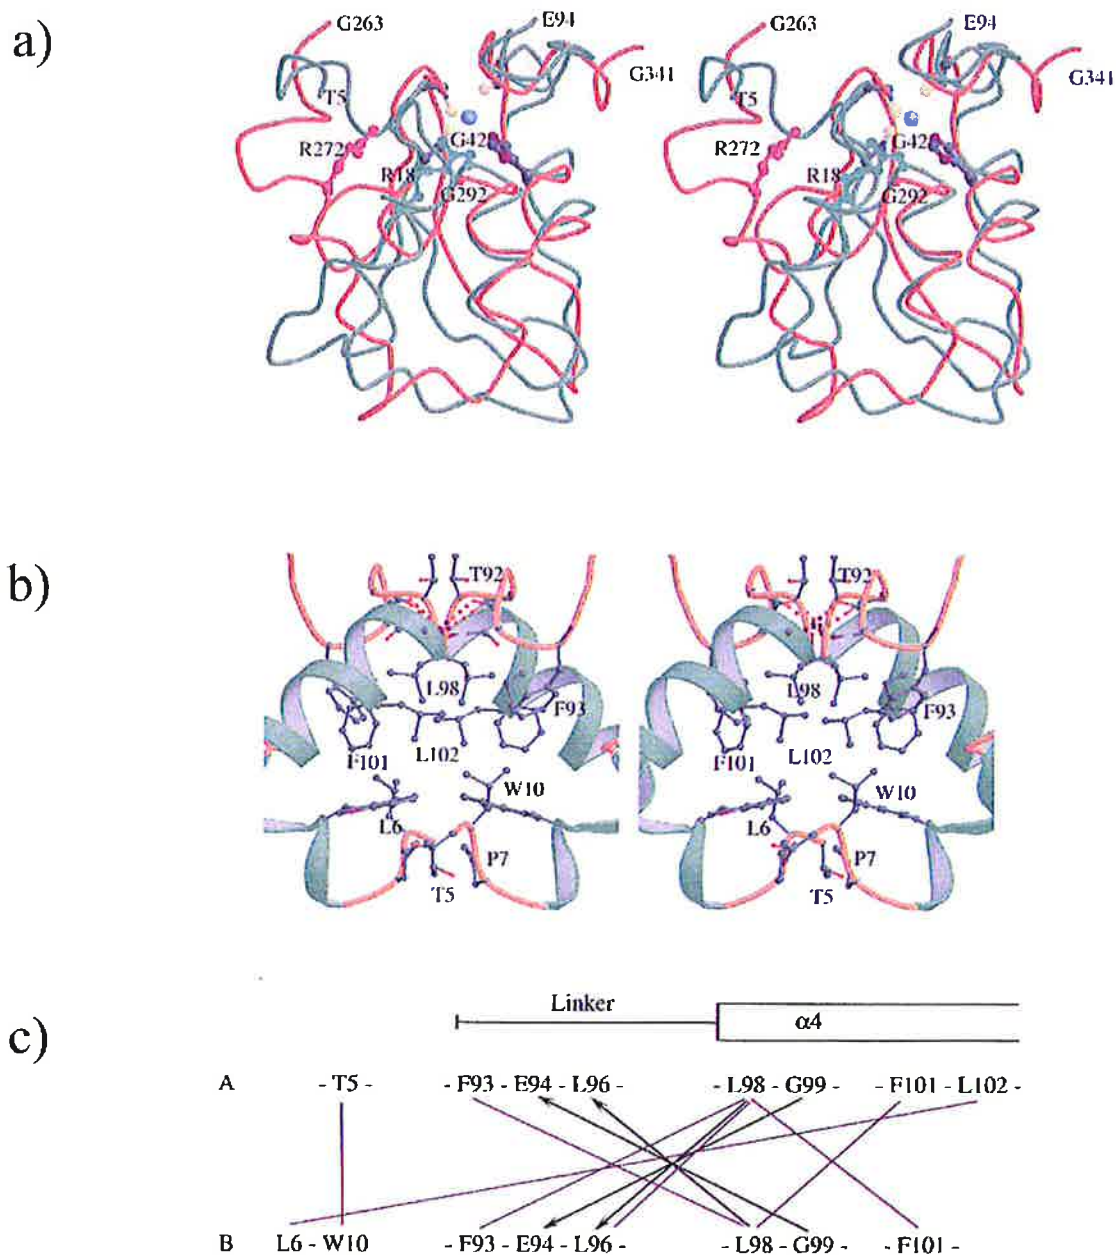 a)
G263
E94
G341
T5
R272
G42
R18
G292
G263
E94
G341
T5
R272
G42
R18
G292
b)
T92
L98
F93
F101
L102
W10
L6
P7
T5
T92
L98
F93
F101
L102
W10
L6
P7
T5
c)
Linker
α4
A - T5 - - F93 - E94 - L96 - - L98 - G99 - - F101 - L102 -
B L6 - W10 - F93 - E94 - L96 - - L98 - G99 - - F101 -